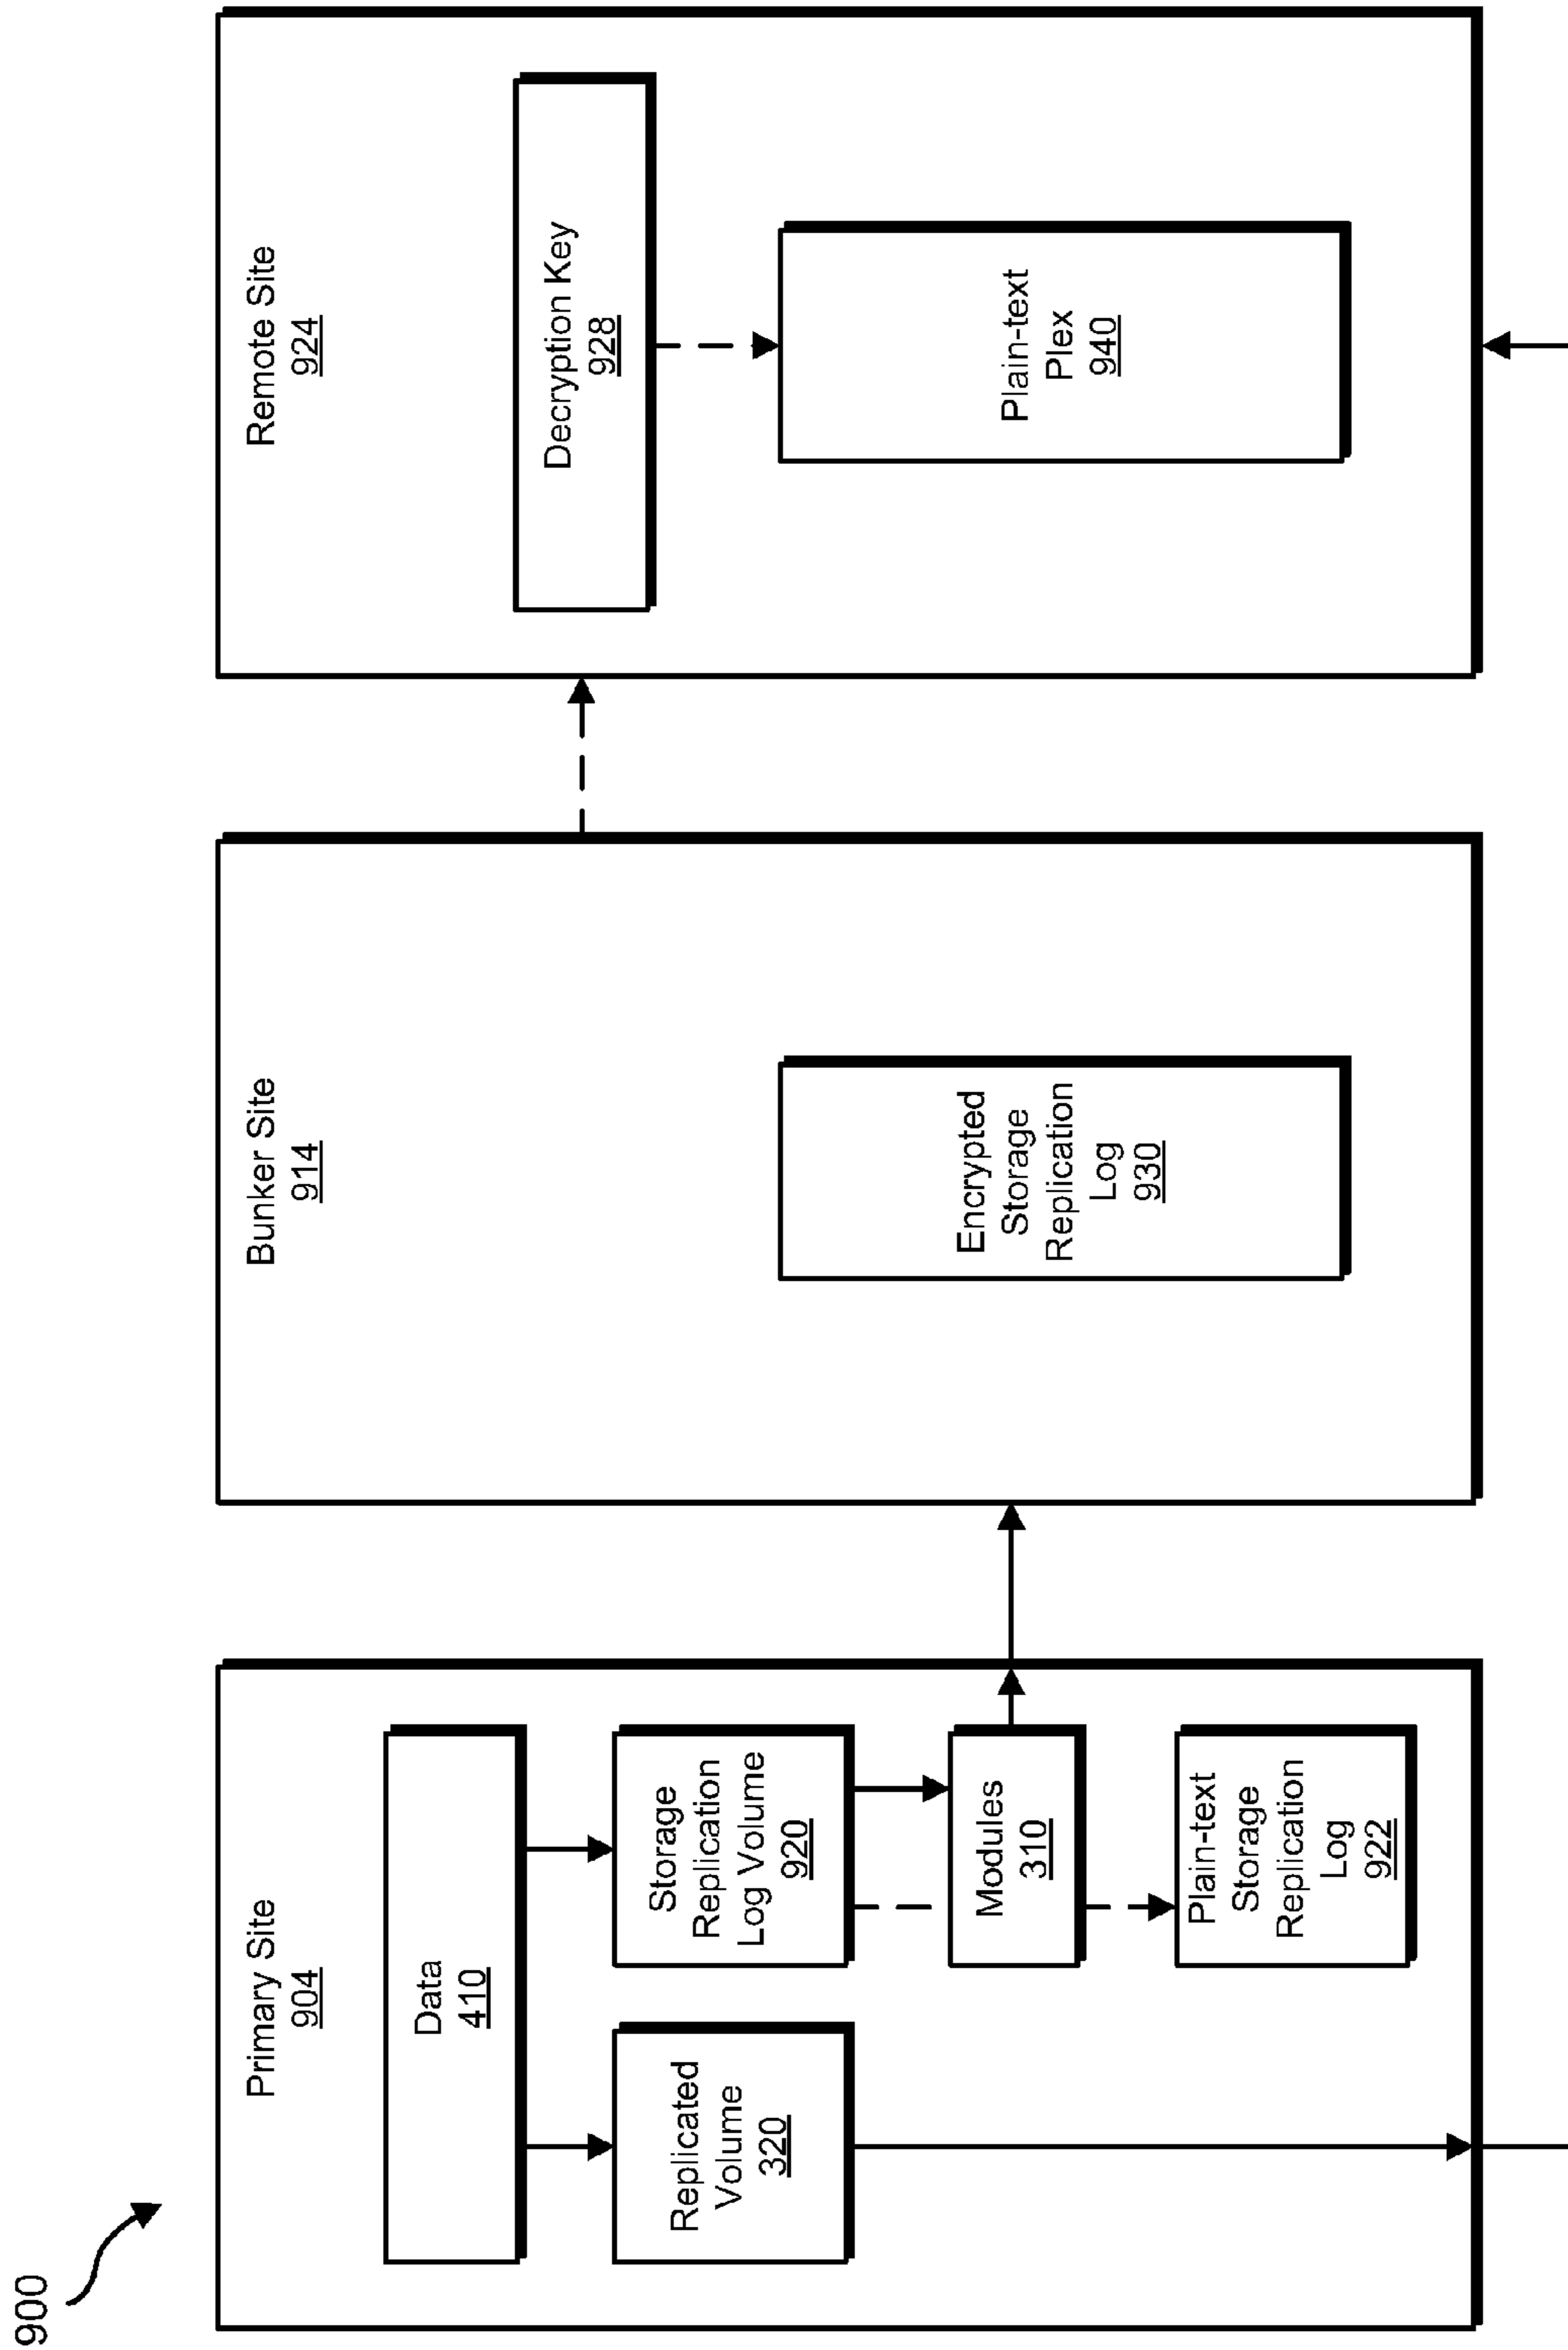 900
Primary Site
904
Data
410
Replicated
Volume
320
Storage
Replication
Log Volume
920
Modules
310
Plain-text
Storage
Replication
Log
922
Bunker Site
914
Encrypted
Storage
Replication
Log
930
Remote Site
924
Decryption Key
928
Plain-text
Plex
940